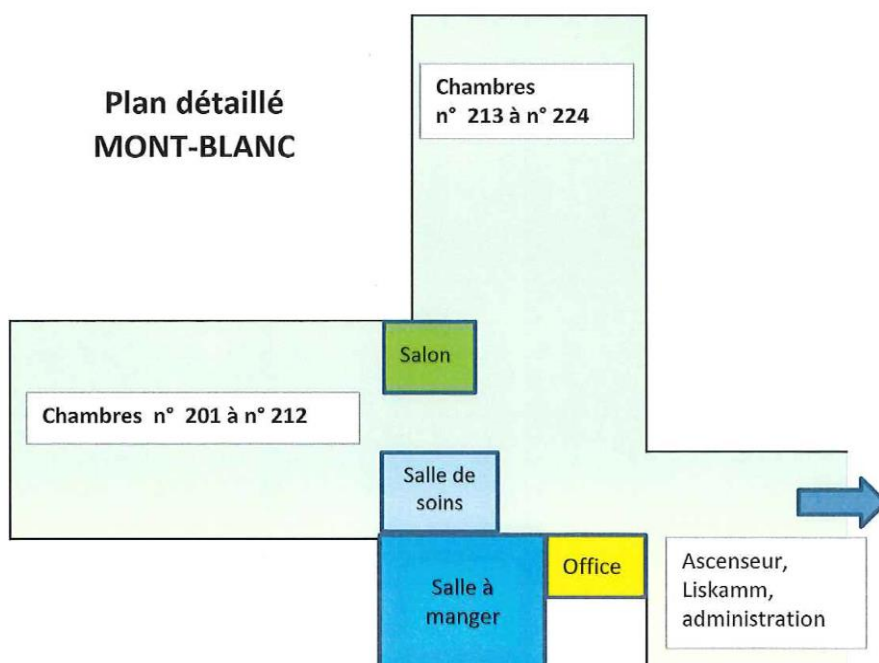 Plan détaillé
MONT-BLANC
Chambres
n° 213 à n° 224
Salon
Chambres n° 201 à n° 212
Salle de
soins
Salle à
manger
Office
Ascenseur,
Liskamm,
administration